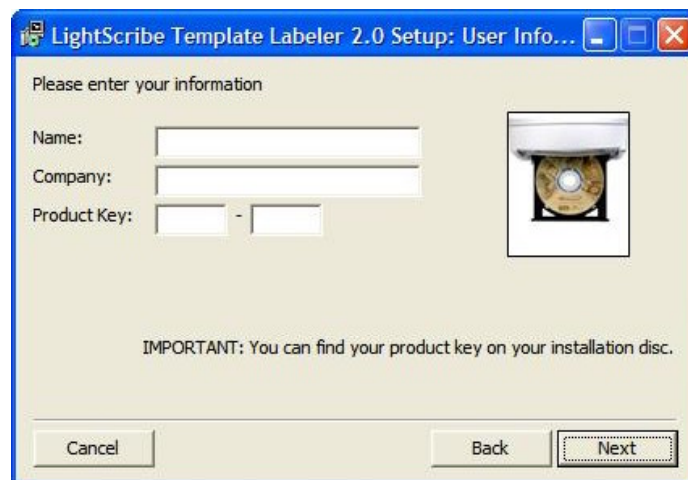 LightScribe Template Labeler 2.0 Setup: User Info...
Please enter your information
Name:
Company:
Product Key:
-
IMPORTANT: You can find your product key on your installation disc.
Cancel
Back
Next